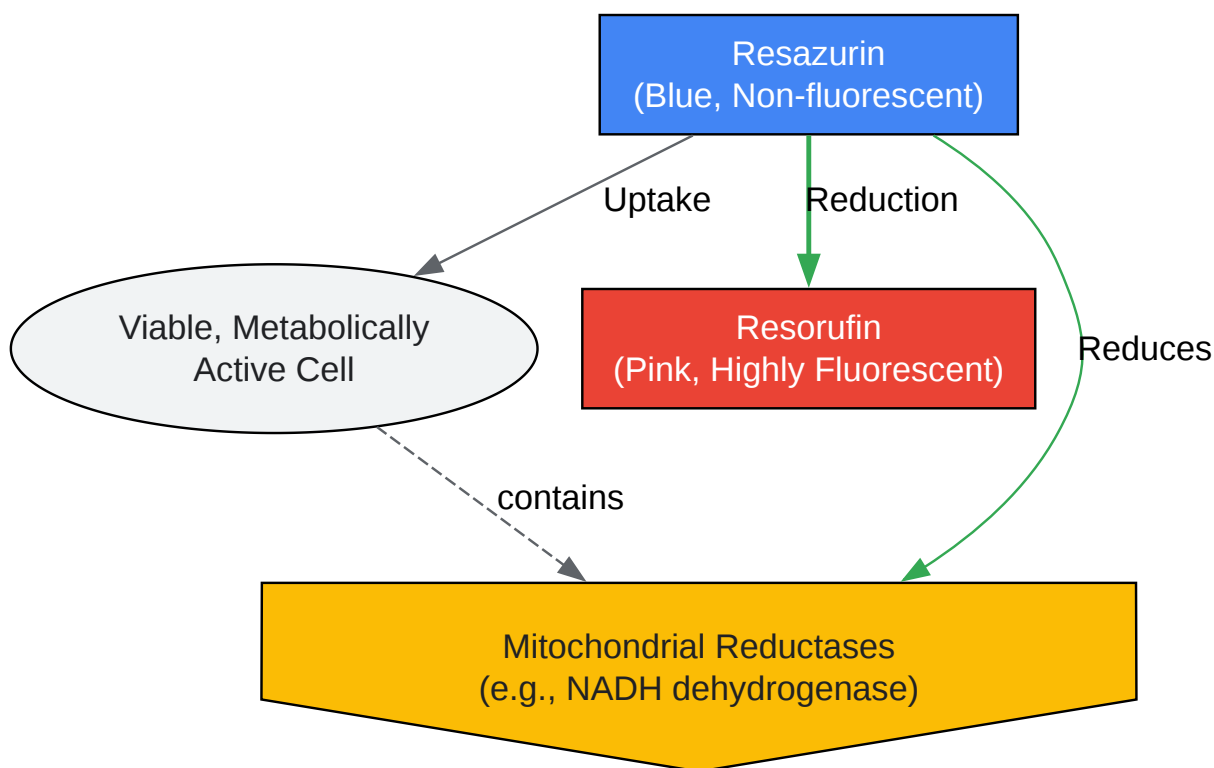 Resazurin
(Blue, Non-fluorescent)
Uptake
Reduction
Viable, Metabolically
Active Cell
Resorufin
(Pink, Highly Fluorescent)
Reduces
contains
Mitochondrial Reductases
(e.g., NADH dehydrogenase)